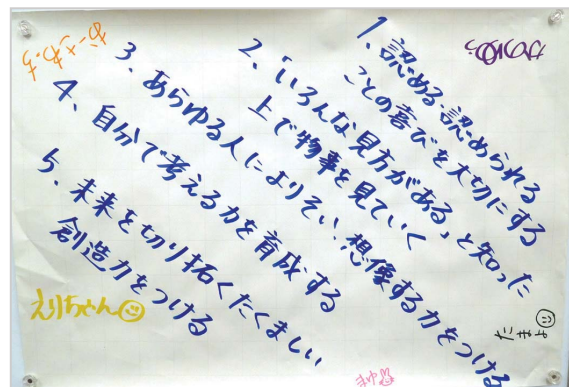 1、認める、認められる
ことの喜びを大切にする
2、「いろんな見方がある」と知った
上で物事を見ていく
3、あらゆる人によりそい、想像する力をつける
4、自分で考える力を育成する
5、未来を切り拓くたくましい
創造力をつける
えりちゃん
まゆ